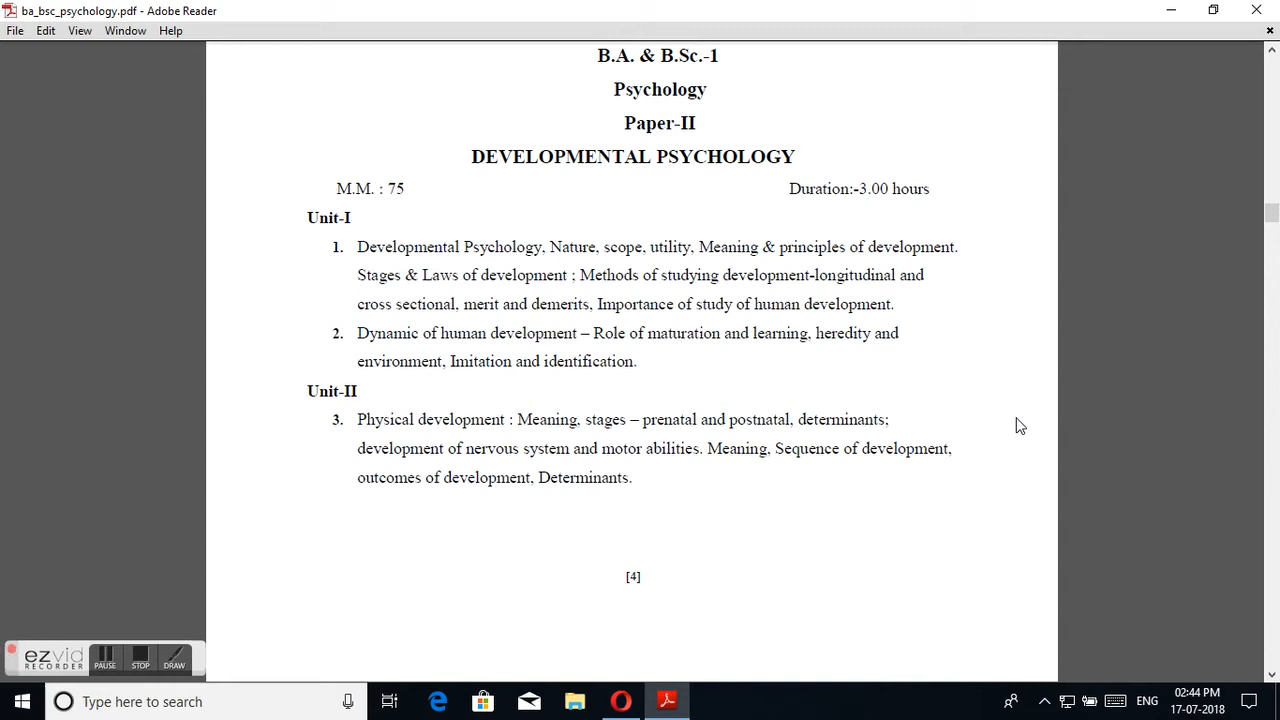 ba_bsc_psychology.pdf - Adobe Reader
File Edit View Window Help
B.A. & B.Sc.-1
Psychology
Paper-II
DEVELOPMENTAL PSYCHOLOGY
M.M. : 75 Duration:-3.00 hours
Unit-I
1. Developmental Psychology, Nature, scope, utility, Meaning & principles of development.
Stages & Laws of development ; Methods of studying development-longitudinal and
cross sectional, merit and demerits, Importance of study of human development.
2. Dynamic of human development – Role of maturation and learning, heredity and
environment, Imitation and identification.
Unit-II
3. Physical development : Meaning, stages – prenatal and postnatal, determinants;
development of nervous system and motor abilities. Meaning, Sequence of development,
outcomes of development, Determinants.
[4]
ezvid
RECORDER
PAUSE STOP DRAW
Type here to search
ENG
02:44 PM
17-07-2018